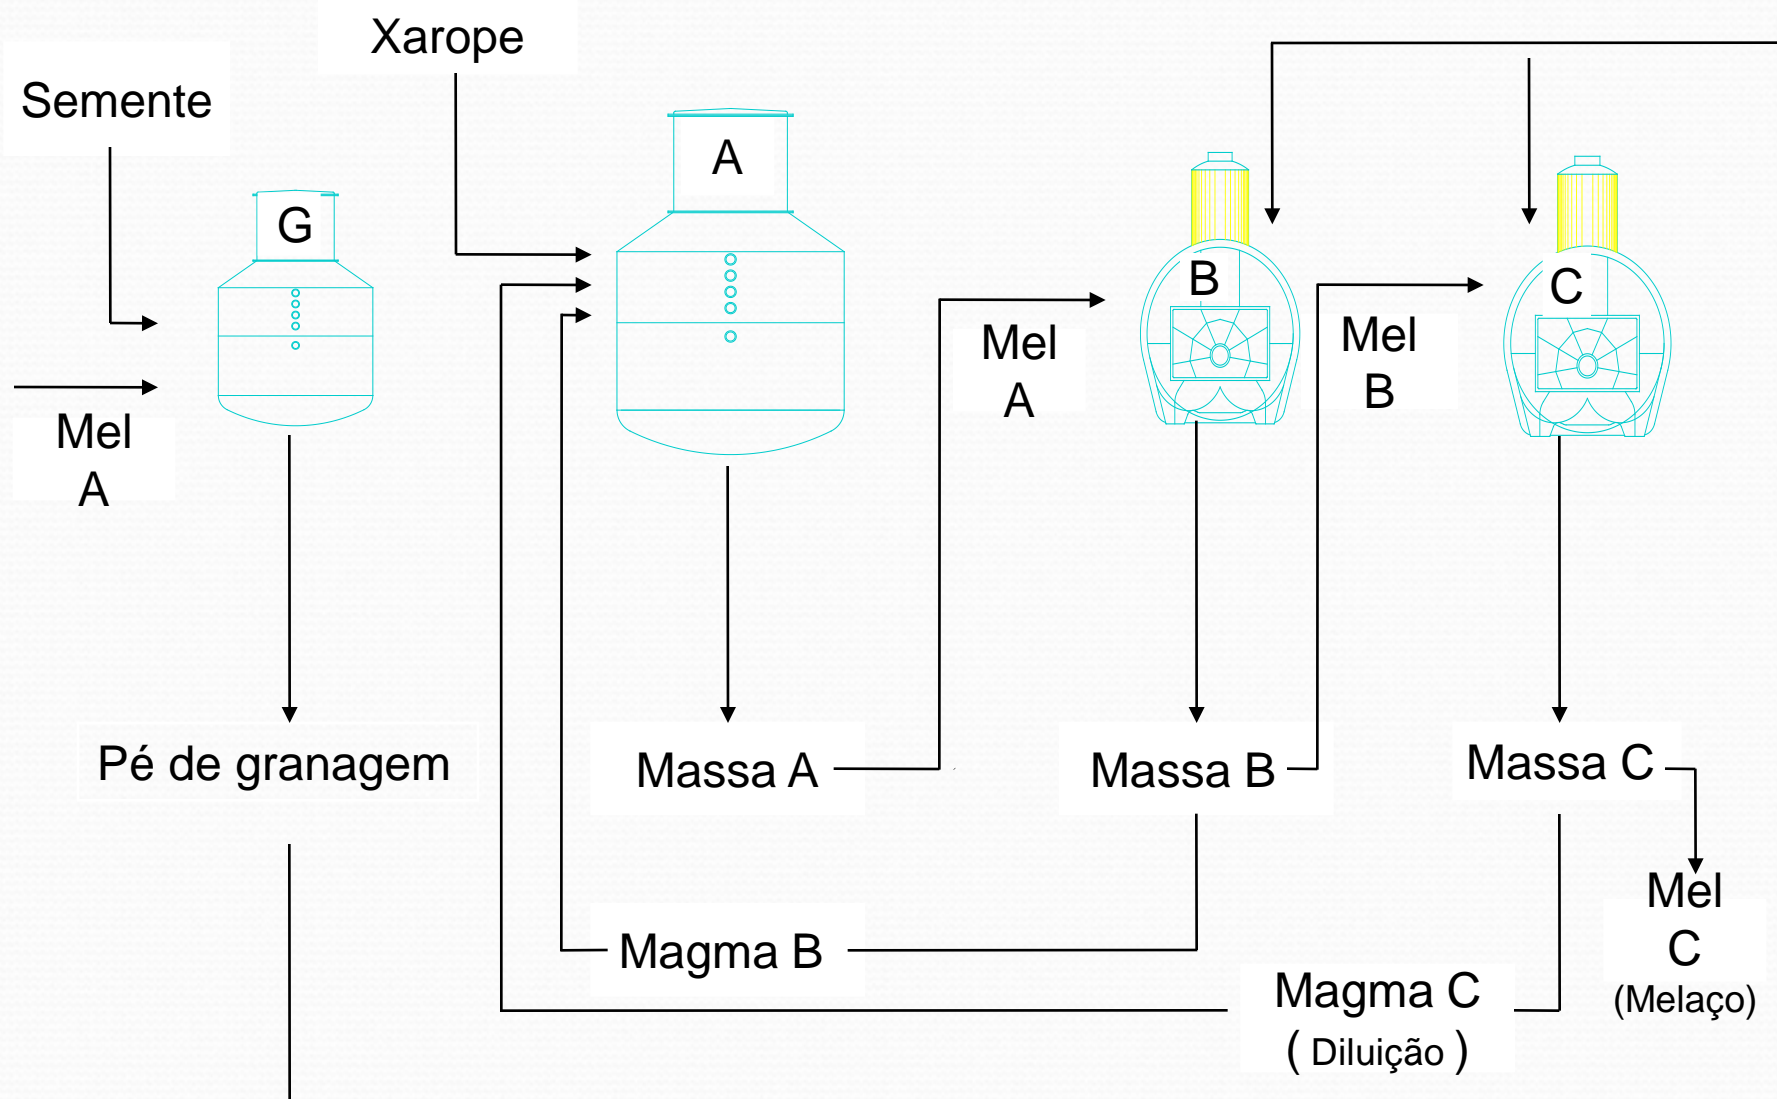 Xarope
Semente
A
G
B
C
Mel
A
Mel
B
Mel
A
Pé de granagem
Massa A
Massa B
Massa C
Mel
C
(Melaço)
Magma B
Magma C
( Diluição )